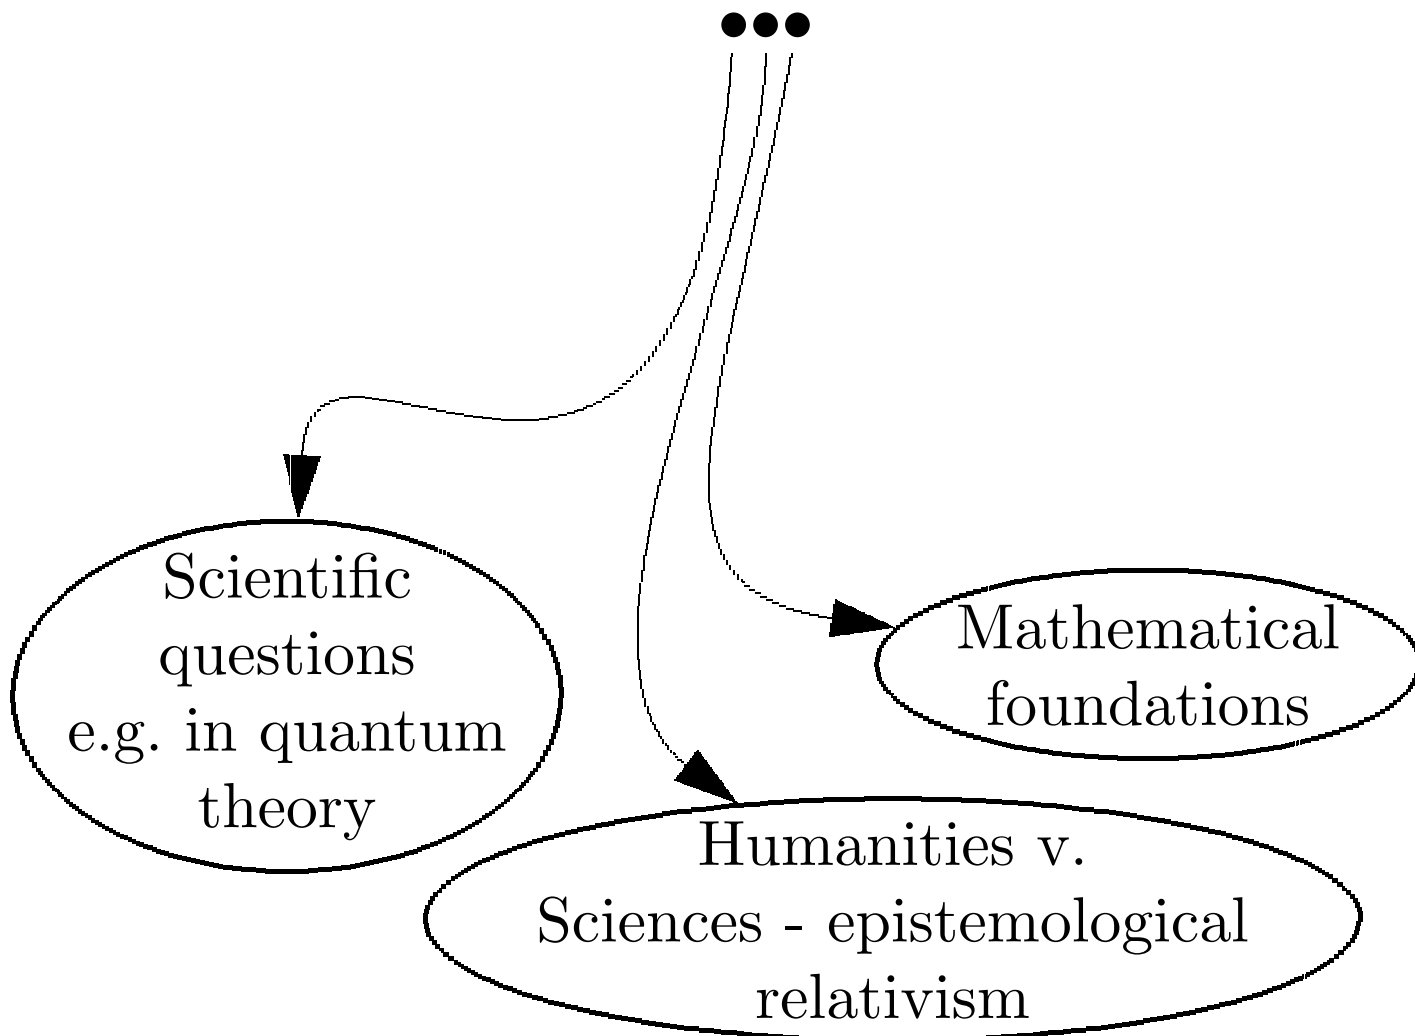 Scientific
questions
e.g. in quantum
theory
Mathematical
foundations
Humanities v.
Sciences - epistemological
relativism